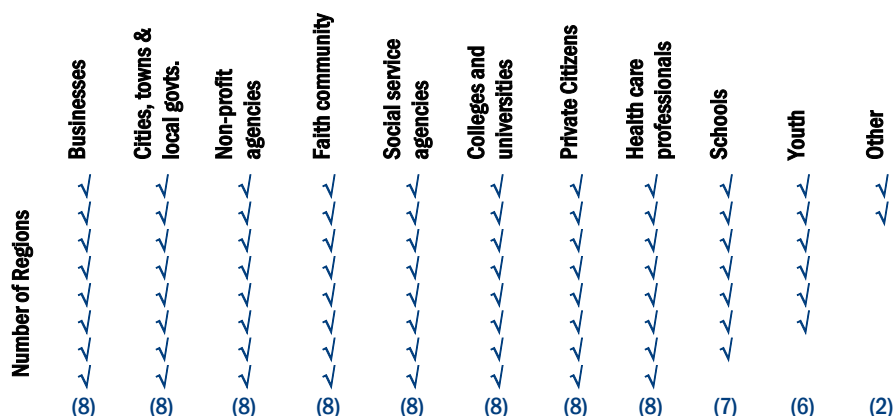 Businesses
Cities, towns &
local govts.
Non-profit
agencies
Faith community
Social service
agencies
Colleges and
universities
Private Citizens
Health care
professionals
Schools
Youth
Other
Number of Regions
√ √ √ √ √ √ √ √ √ √ √
√ √ √ √ √ √ √ √ √ √ √
√ √ √ √ √ √ √ √ √ √
√ √ √ √ √ √ √ √ √ √
√ √ √ √ √ √ √ √ √ √
√ √ √ √ √ √ √ √ √ √
√ √ √ √ √ √ √ √ √
√ √ √ √ √ √ √ √
(8) (8) (8) (8) (8) (8) (8) (8) (7) (6) (2)